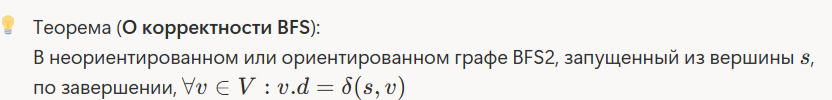 Теорема (О корректности BFS):
В неориентированном или ориентированном графе BFS2, запущенный из вершины s,
по завершении, ∀v ∈ V : v.d = δ(s, v)